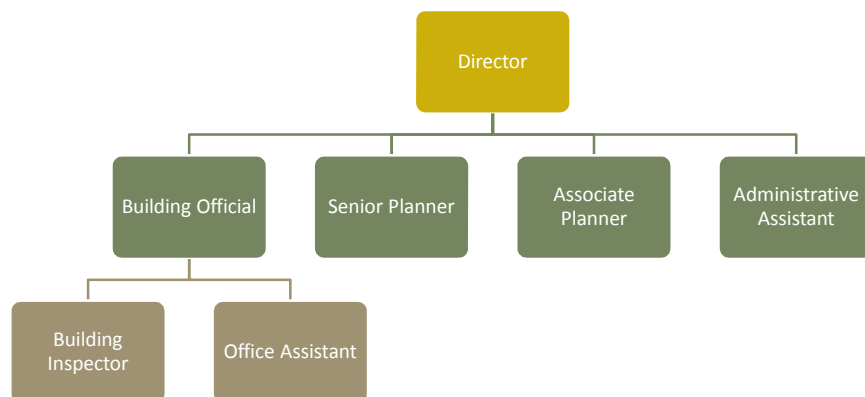 Director
Building Official
Senior Planner
Associate
Planner
Administrative
Assistant
Building
Inspector
Office Assistant